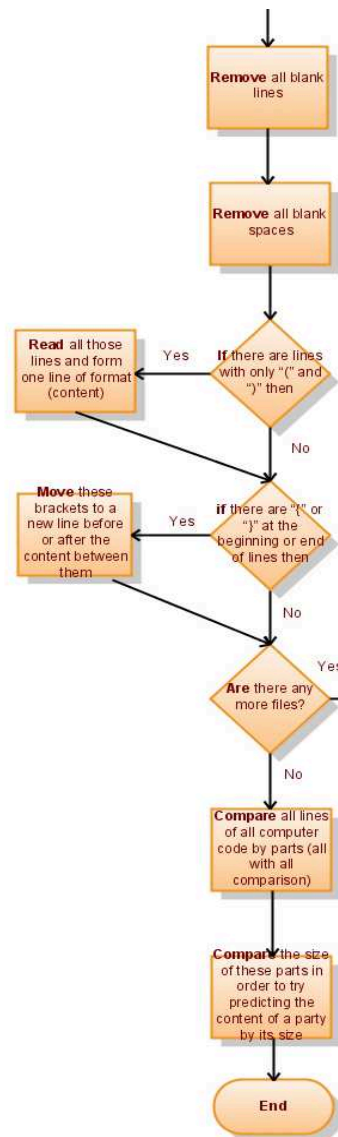 Remove all blank
lines
Remove all blank
spaces
If there are lines
with only “(” and
“)” then
Yes
Read all those
lines and form
one line of format
(content)
No
if there are “{” or
“}” at the
beginning or end
of lines then
Yes
Move these
brackets to a
new line before
or after the
content between
them
No
Are there any
more files?
Yes
No
Compare all lines
of all computer
code by parts (all
with all
comparison)
Compare the size
of these parts in
order to try
predicting the
content of a party
by its size
End